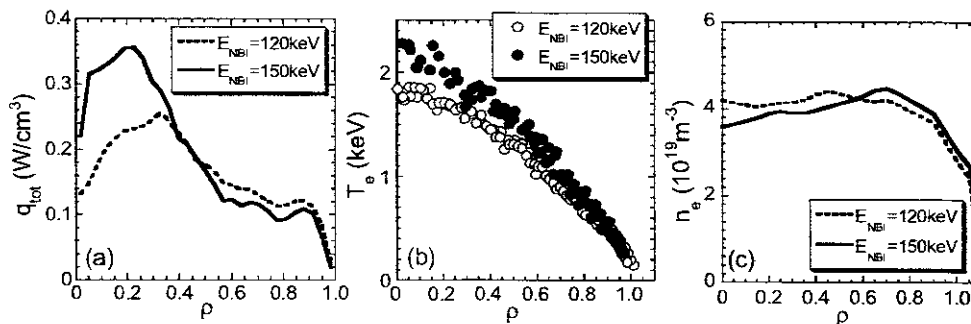 0.4
0.3
0.2
0.1
0
q_tot (W/cm³)
E_NBI=120keV
E_NBI=150keV
(a)
0 0.2 0.4 0.6 0.8 1.0
ρ
2
1
0
T_e (keV)
E_NBI=120keV
E_NBI=150keV
(b)
0 0.2 0.4 0.6 0.8 1.0
ρ
6
4
2
0
n_e (10¹⁹m⁻³)
E_NBI=120keV
E_NBI=150keV
(c)
0 0.2 0.4 0.6 0.8 1.0
ρ